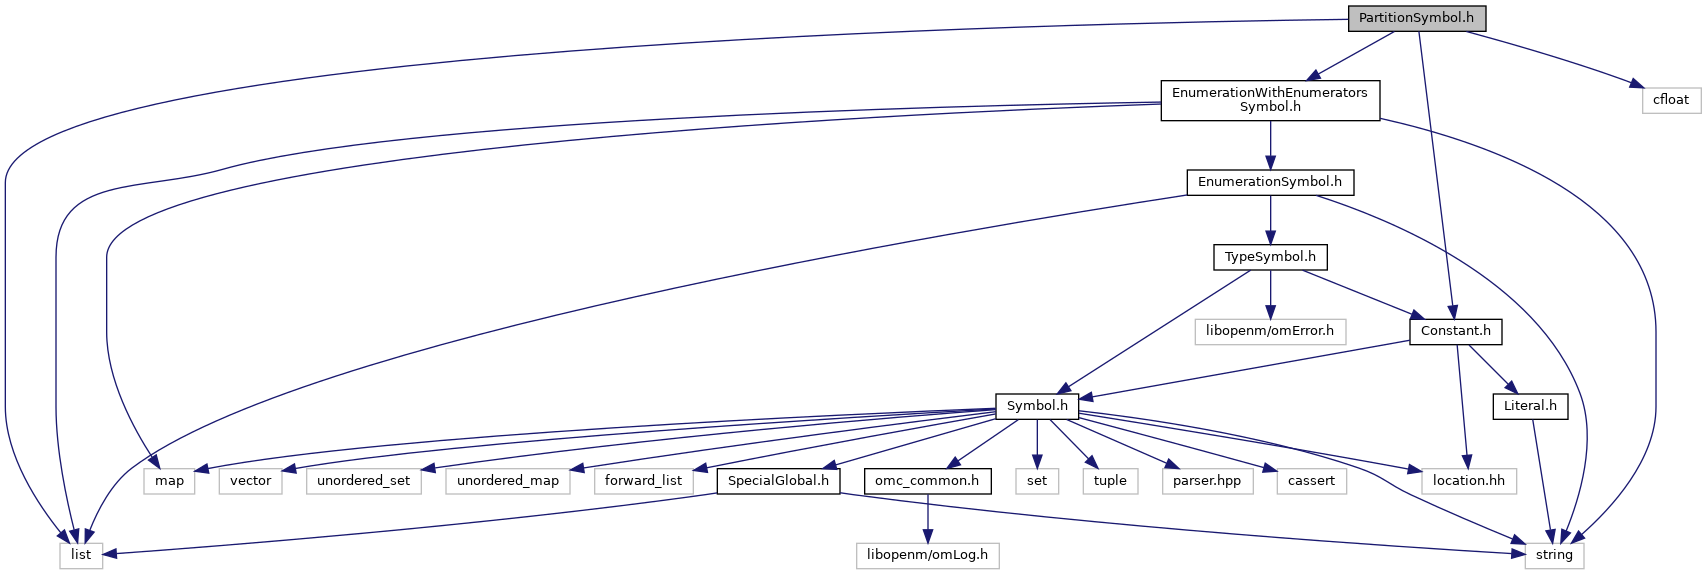 PartitionSymbol.h
EnumerationWithEnumerators
Symbol.h
cfloat
EnumerationSymbol.h
TypeSymbol.h
libopenm/omError.h
Constant.h
Symbol.h
Literal.h
map
vector
unordered_set
unordered_map
forward_list
SpecialGlobal.h
omc_common.h
set
tuple
parser.hpp
cassert
location.hh
list
libopenm/omLog.h
string